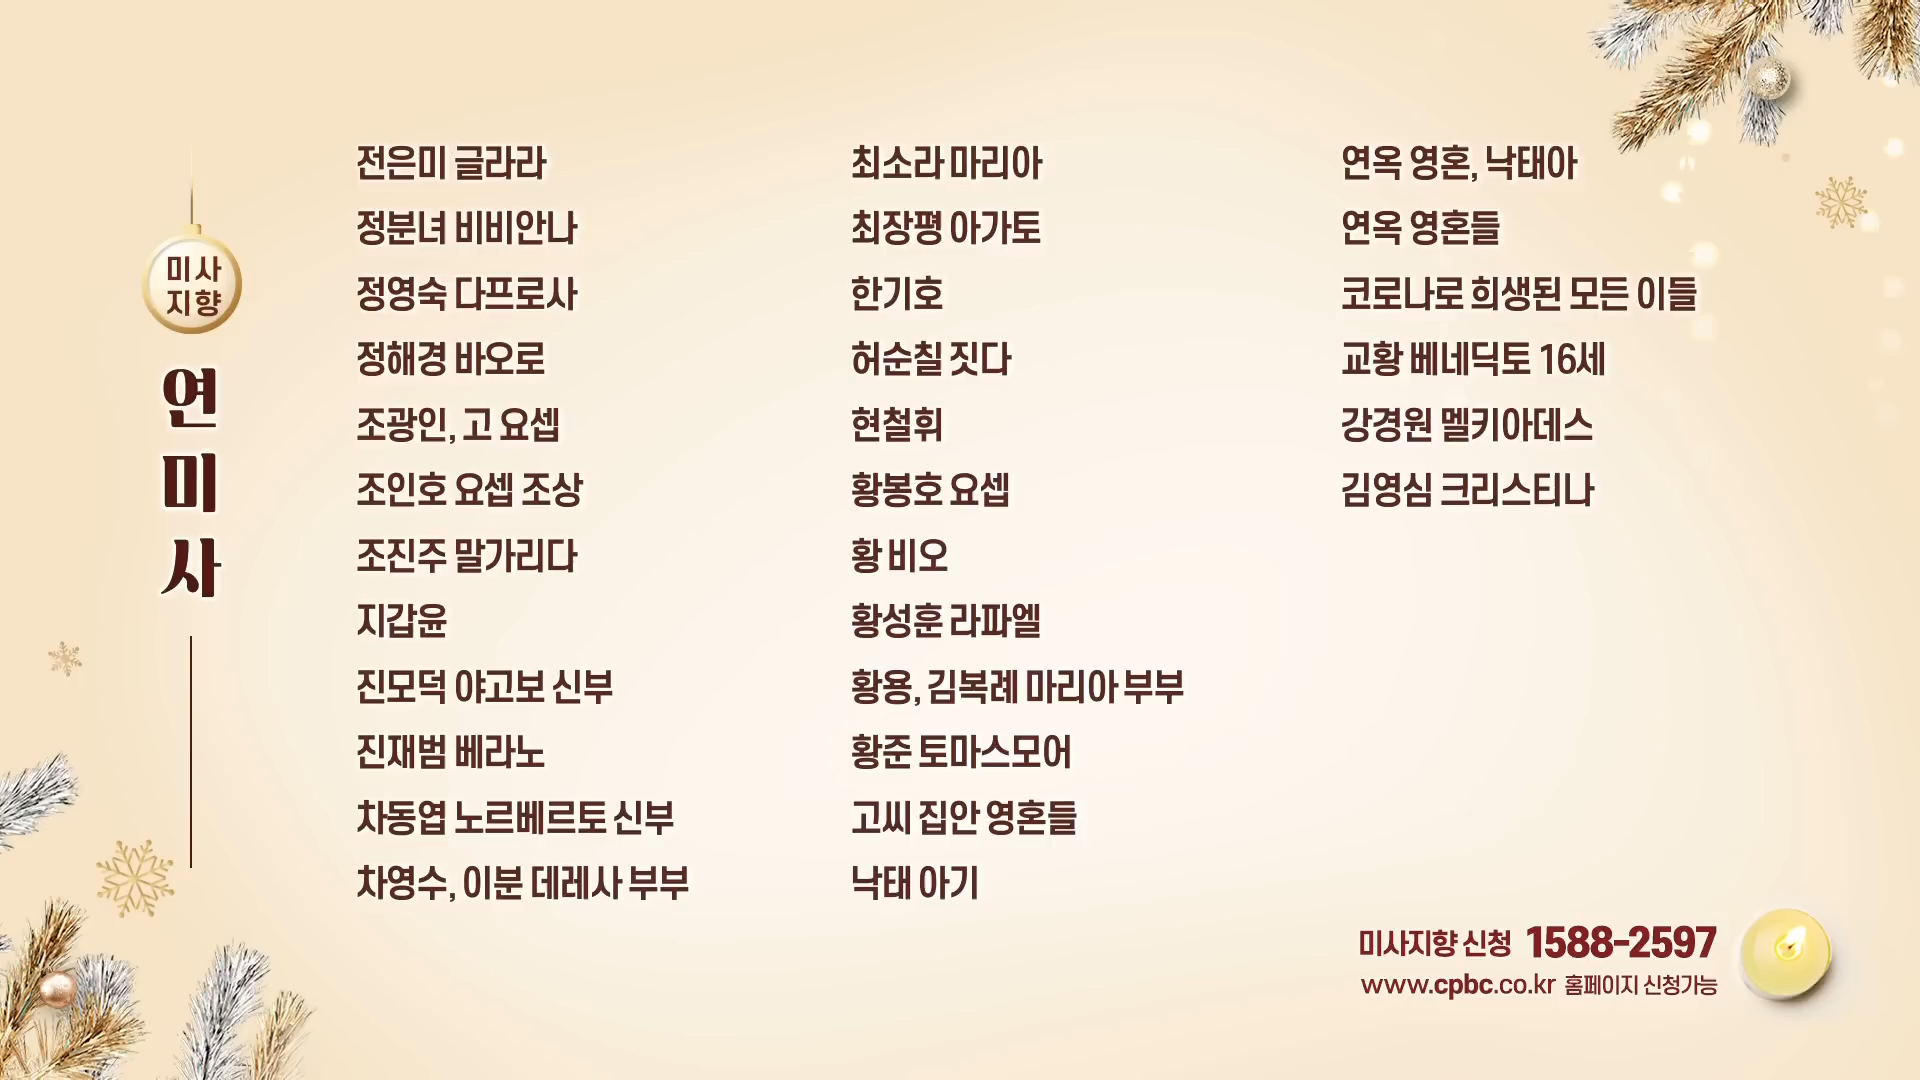 미사
지향
연미사
전은미 글라라
정분녀 비비안나
정영숙 다프로사
정해경 바오로
조광인, 고 요셉
조인호 요셉 조상
조진주 말가리다
지갑윤
진모덕 야고보 신부
진재범 베라노
차동엽 노르베르토 신부
차영수, 이분 데레사 부부
최소라 마리아
최장평 아가토
한기호
허순칠 짓다
현철휘
황봉호 요셉
황 비오
황성훈 라파엘
황용, 김복례 마리아 부부
황준 토마스모어
고씨 집안 영혼들
낙태 아기
연옥 영혼, 낙태아
연옥 영혼들
코로나로 희생된 모든 이들
교황 베네딕토 16세
강경원 멜키아데스
김영심 크리스티나
미사지향 신청 1588-2597
www.cpbc.co.kr 홈페이지 신청가능